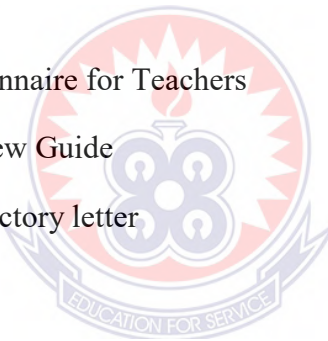 nnaire for Teachers
ew Guide
ctory letter
EDUCATION FOR SERVICE